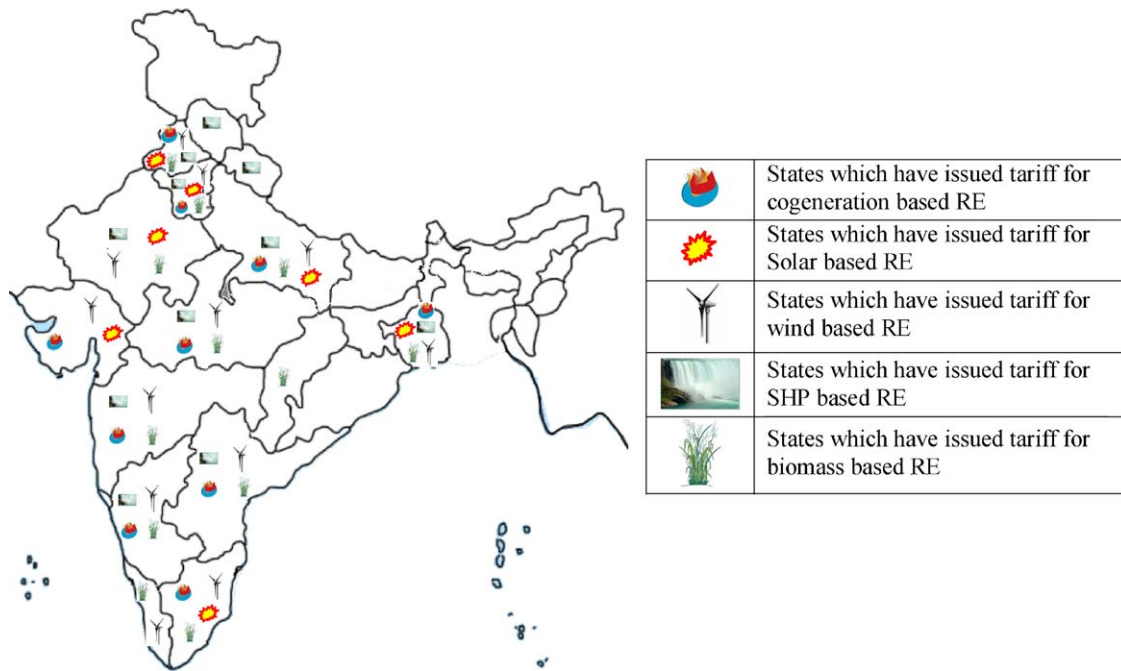 States which have issued tariff for
cogeneration based RE
States which have issued tariff for
Solar based RE
States which have issued tariff for
wind based RE
States which have issued tariff for
SHP based RE
States which have issued tariff for
biomass based RE